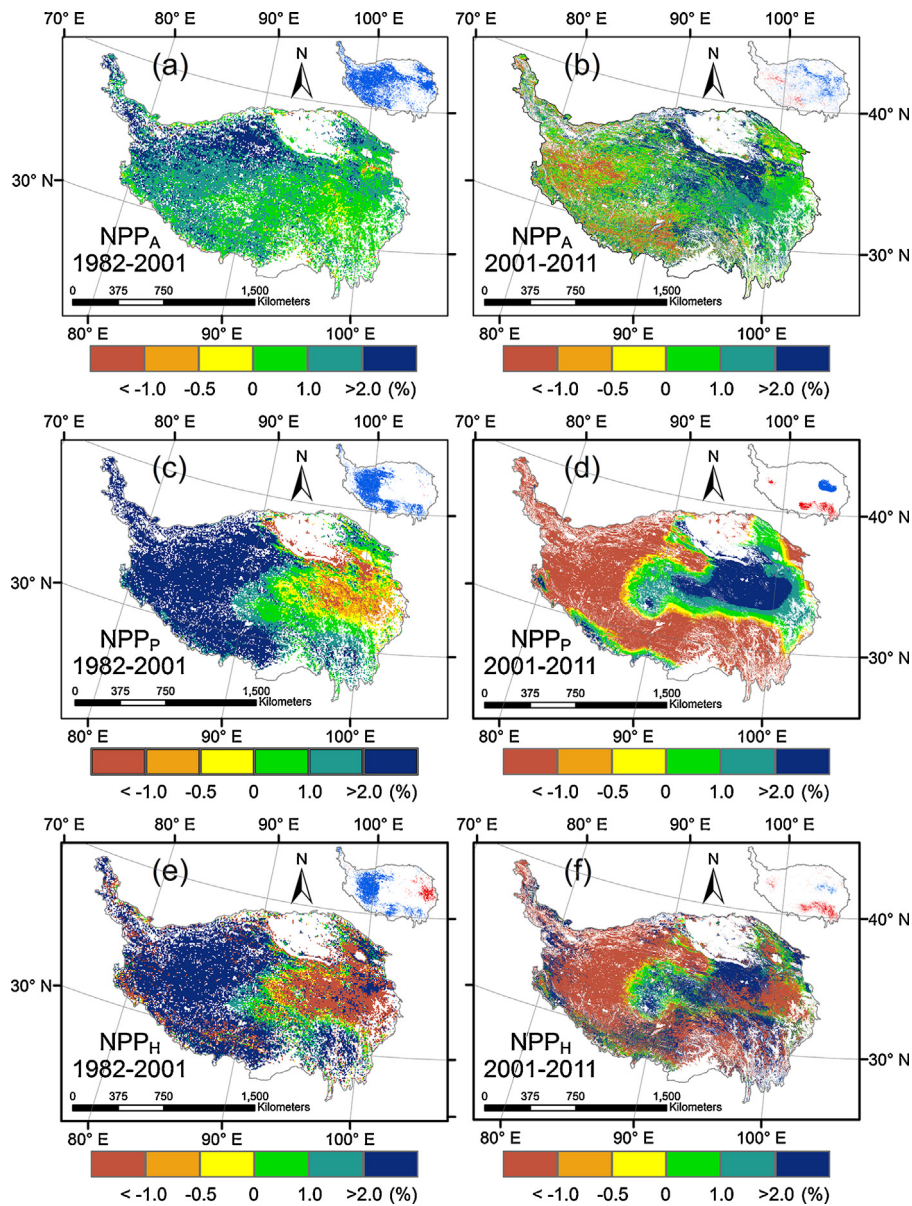 70° E 80° E 90° E 100° E 70° E 80° E 90° E 100° E
(a) N (b) N
40° N
30° N
NPPA NPPA
1982-2001 2001-2011
30° N
0 375 750 1,500 Kilometers 0 375 750 1,500 Kilometers
80° E 90° E 100° E 80° E 90° E 100° E
< -1.0 -0.5 0 1.0 >2.0 (%) < -1.0 -0.5 0 1.0 >2.0 (%)
70° E 80° E 90° E 100° E 70° E 80° E 90° E 100° E
(c) N (d) N
40° N
30° N
NPPP NPPP
1982-2001 2001-2011
30° N
0 375 750 1,500 Kilometers 0 375 750 1,500 Kilometers
80° E 90° E 100° E 80° E 90° E 100° E
< -1.0 -0.5 0 1.0 >2.0 (%) < -1.0 -0.5 0 1.0 >2.0 (%)
70° E 80° E 90° E 100° E 70° E 80° E 90° E 100° E
(e) N (f) N
40° N
30° N
NPPH NPPH
1982-2001 2001-2011
30° N
0 375 750 1,500 Kilometers 0 375 750 1,500 Kilometers
80° E 90° E 100° E 80° E 90° E 100° E
< -1.0 -0.5 0 1.0 >2.0 (%) < -1.0 -0.5 0 1.0 >2.0 (%)